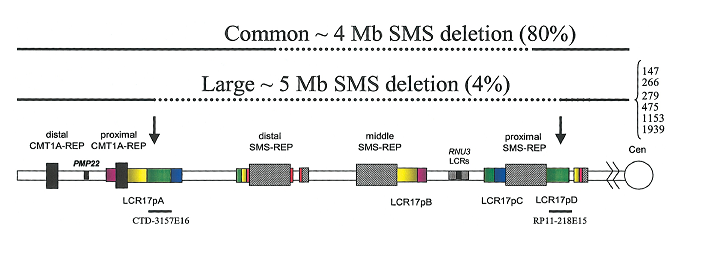 Common ~ 4 Mb SMS deletion (80%)
Large ~ 5 Mb SMS deletion (4%)
147
266
279
475
1153
1939
distal
CMT1A-REP
PMP22
proximal
CMT1A-REP
distal
SMS-REP
middle
SMS-REP
RNU3
LCRs
proximal
SMS-REP
Cen
LCR17pA
LCR17pB
LCR17pC
LCR17pD
CTD-3157E16
RP11-218E15